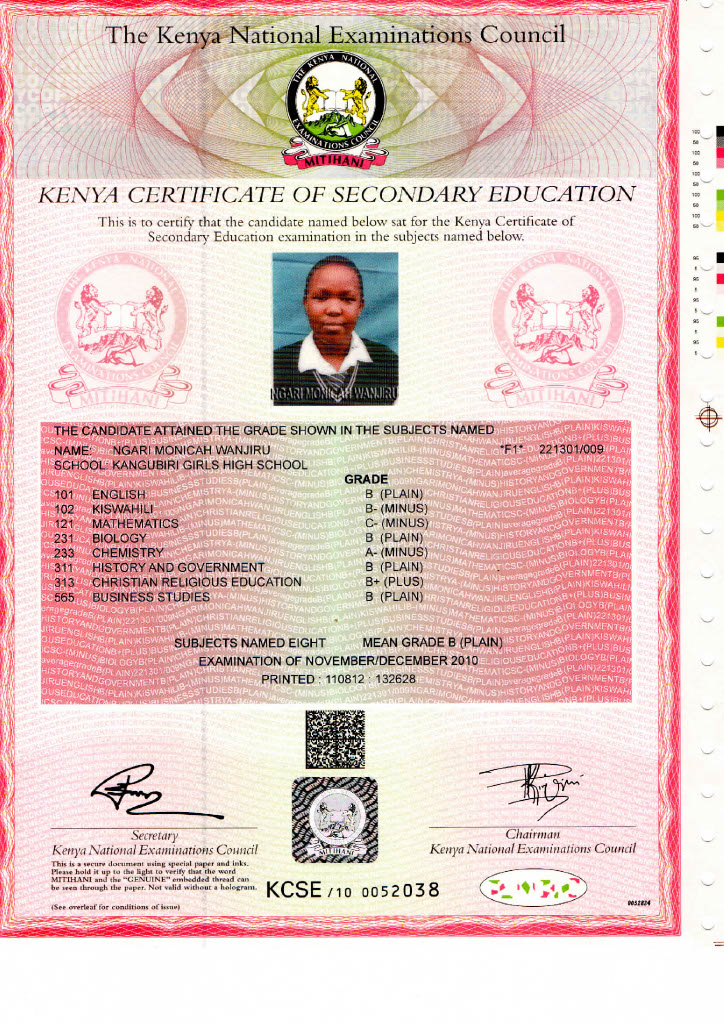 The Kenya National Examinations Council
THE KENYA NATIONAL
EXAMINATIONS COUNCIL
MITIHANI
KENYA CERTIFICATE OF SECONDARY EDUCATION
This is to certify that the candidate named below sat for the Kenya Certificate of
Secondary Education examination in the subjects named below.
NGARI MONICAH WANJIRU
MITIHANI
MITIHANI
THE CANDIDATE ATTAINED THE GRADE SHOWN IN THE SUBJECTS NAMED
NAME: NGARI MONICAH WANJIRU *F1* 221301/009
SCHOOL: KANGUBIRI GIRLS HIGH SCHOOL
GRADE
101 ENGLISH B (PLAIN)
102 KISWAHILI B- (MINUS)
121 MATHEMATICS C- (MINUS)
231 BIOLOGY B (PLAIN)
233 CHEMISTRY A- (MINUS)
311 HISTORY AND GOVERNMENT B (PLAIN)
313 CHRISTIAN RELIGIOUS EDUCATION B+ (PLUS)
565 BUSINESS STUDIES B (PLAIN)
SUBJECTS NAMED EIGHT MEAN GRADE B (PLAIN)
EXAMINATION OF NOVEMBER/DECEMBER 2010
PRINTED : 110812 : 132628
Secretary
Kenya National Examinations Council
Chairman
Kenya National Examinations Council
MITIHANI
This is a secure document using special paper and inks.
Please hold it up to the light to verify that the word
MITIHANI and the "GENUINE" embedded thread can
be seen through the paper. Not valid without a hologram.
KCSE /10 0052038
(See overleaf for conditions of issue)
0052024